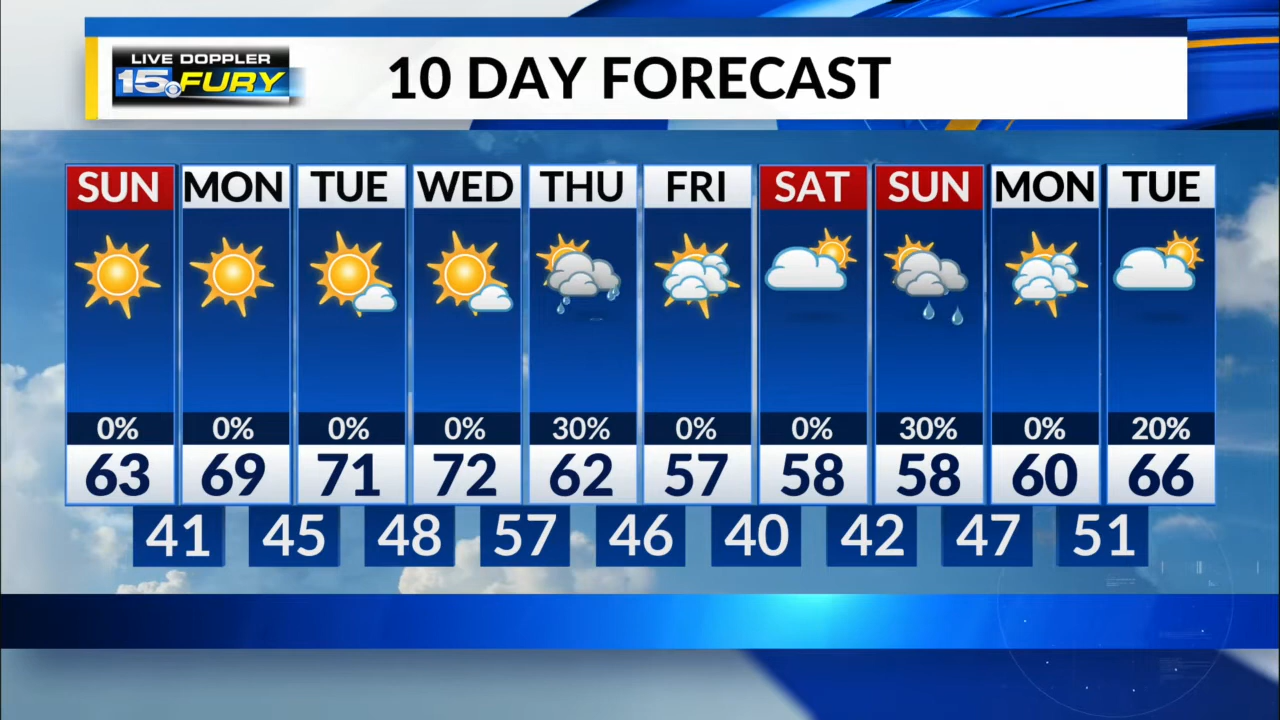 LIVE DOPPLER
15 FURY
10 DAY FORECAST
SUN MON TUE WED THU FRI SAT SUN MON TUE
0% 0% 0% 0% 30% 0% 0% 30% 0% 20%
63 69 71 72 62 57 58 58 60 66
41 45 48 57 46 40 42 47 51